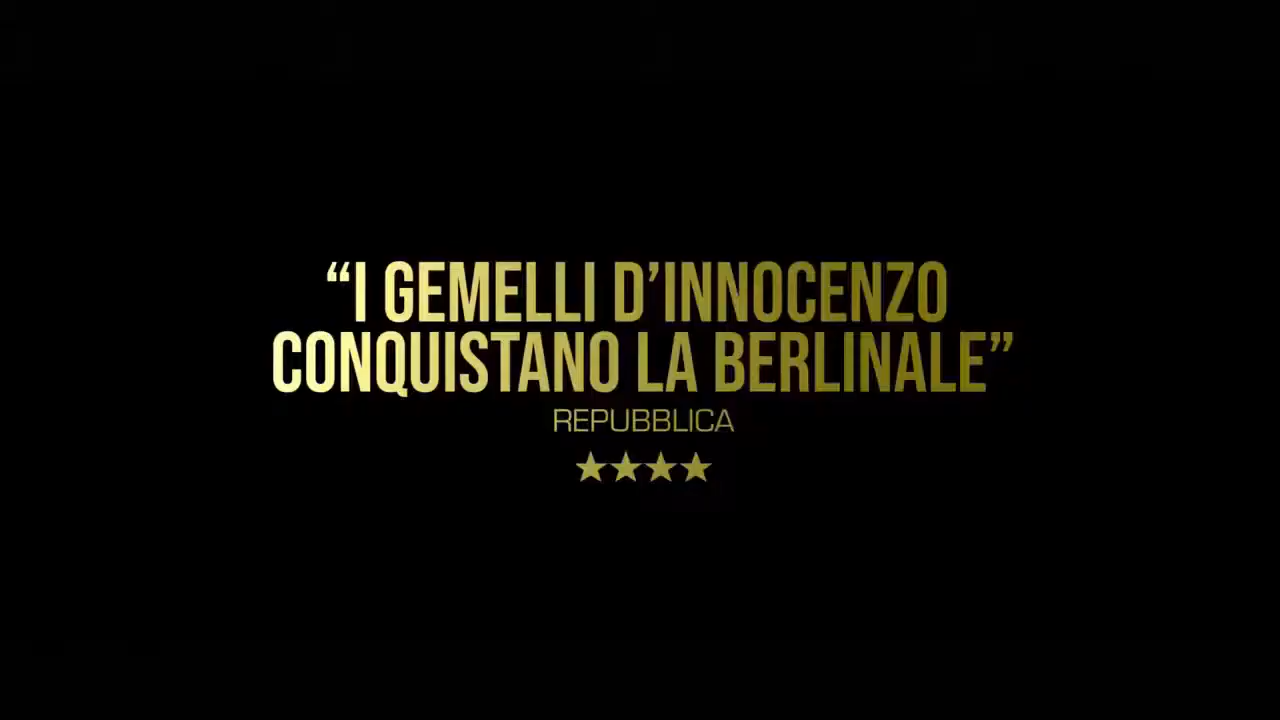 “I GEMELLI D’INNOCENZO
CONQUISTANO LA BERLINALE”
REPUBBLICA
★★★★